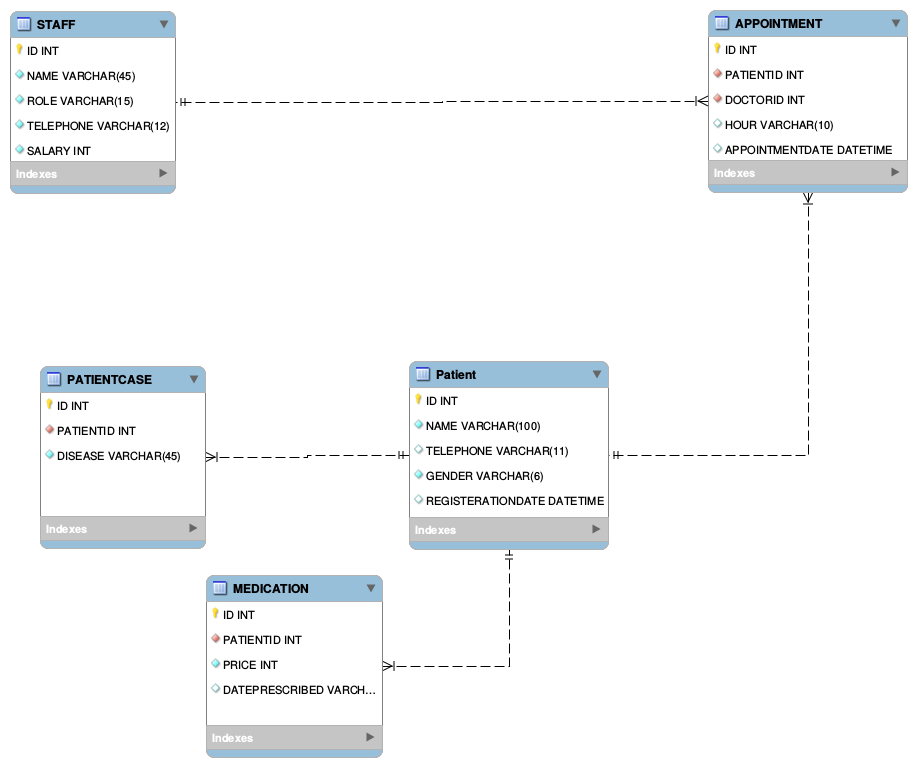 STAFF
ID INT
NAME VARCHAR(45)
ROLE VARCHAR(15)
TELEPHONE VARCHAR(12)
SALARY INT
Indexes
APPOINTMENT
ID INT
PATIENTID INT
DOCTORID INT
HOUR VARCHAR(10)
APPOINTMENTDATE DATETIME
Indexes
PATIENTCASE
ID INT
PATIENTID INT
DISEASE VARCHAR(45)
Indexes
Patient
ID INT
NAME VARCHAR(100)
TELEPHONE VARCHAR(11)
GENDER VARCHAR(6)
REGISTERATIONDATE DATETIME
Indexes
MEDICATION
ID INT
PATIENTID INT
PRICE INT
DATEPRESCRIBED VARCH...
Indexes